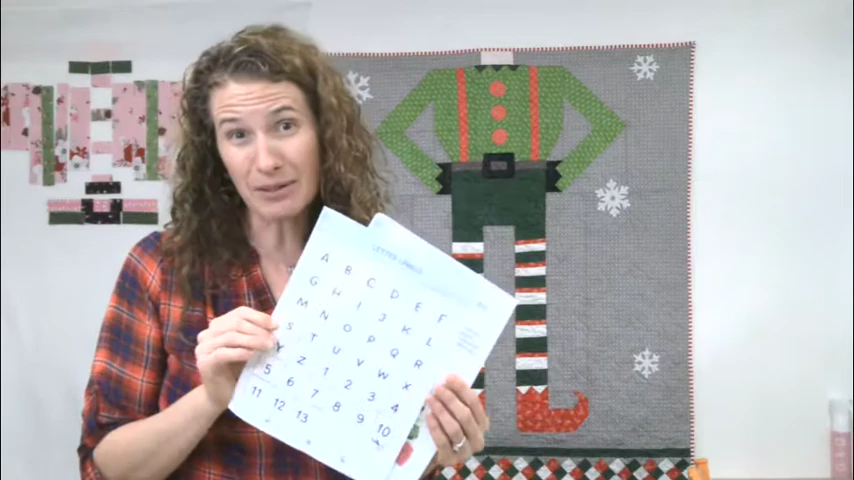 LETTER LABELS
A B C D E F
G H I J K L
M N O P Q R
S T U V W X
Y Z 1 2 3 4
5 6 7 8 9 10
11 12 13